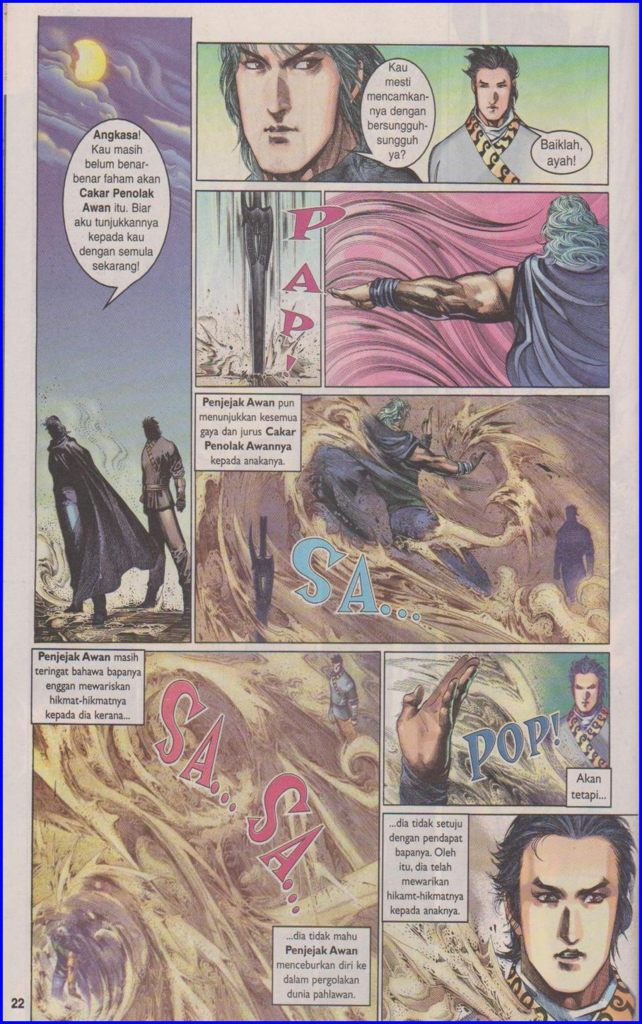 Angkasa!
Kau masih
belum benar-
benar faham akan
Cakar Penolak
Awan itu. Biar
aku tunjukkannya
kepada kau
dengan semula
sekarang!
Kau
mesti
mencamkan-
nya dengan
bersungguh-
sungguh
ya?
Baiklah,
ayah!
PAP!
Penjejak Awan pun
menunjukkan kesemua
gaya dan jurus Cakar
Penolak Awannya
kepada anaknya.
SA...
Penjejak Awan masih
teringat bahawa bapanya
enggan mewariskan
hikmat-hikmatnya
kepada dia kerana...
SA...
SA...
...dia tidak mahu
Penjejak Awan
menceburkan diri ke
dalam pergolakan
dunia pahlawan.
POP!
Akan
tetapi...
...dia tidak setuju
dengan pendapat
bapanya. Oleh
itu, dia telah
mewarikan
hikamt-hikmatnya
kepada anaknya.
22